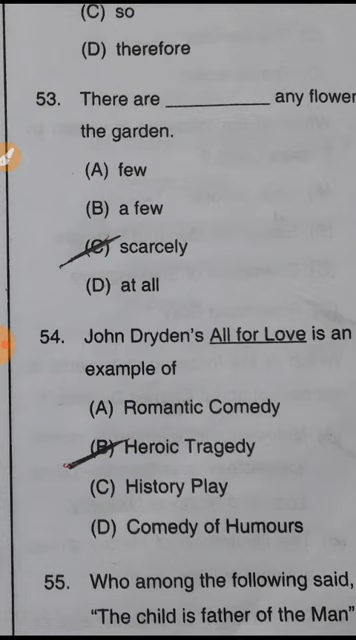 (C) so
(D) therefore
53. There are __________ any flower
the garden.
(A) few
(B) a few
(C) scarcely
(D) at all
54. John Dryden's All for Love is an
example of
(A) Romantic Comedy
(B) Heroic Tragedy
(C) History Play
(D) Comedy of Humours
55. Who among the following said,
“The child is father of the Man”